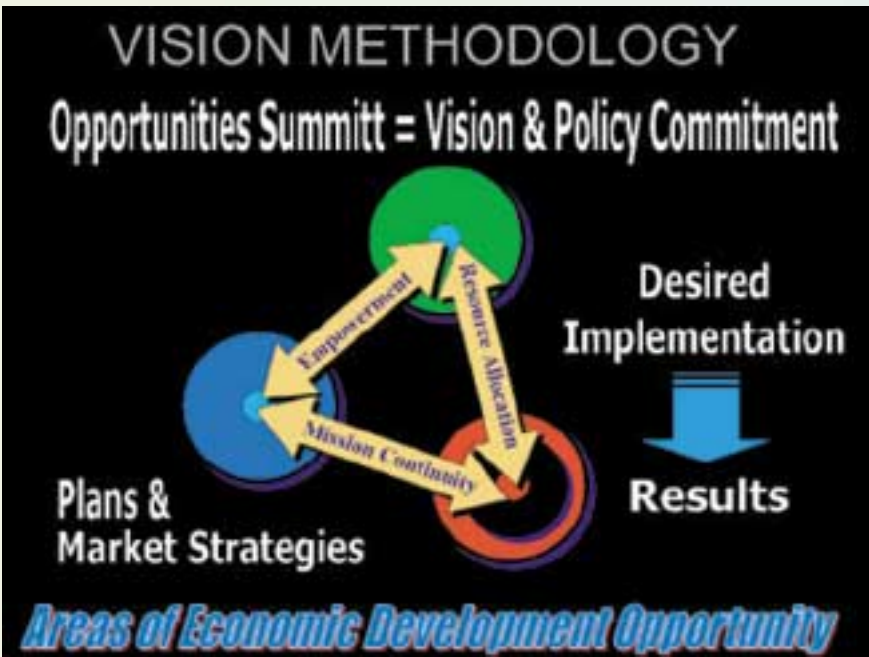 VISION METHODOLOGY
Opportunities Summitt = Vision & Policy Commitment
Empowerment
Resource Allocation
Mission Continuity
Desired
Implementation
Results
Plans &
Market Strategies
Areas of Economic Development Opportunity